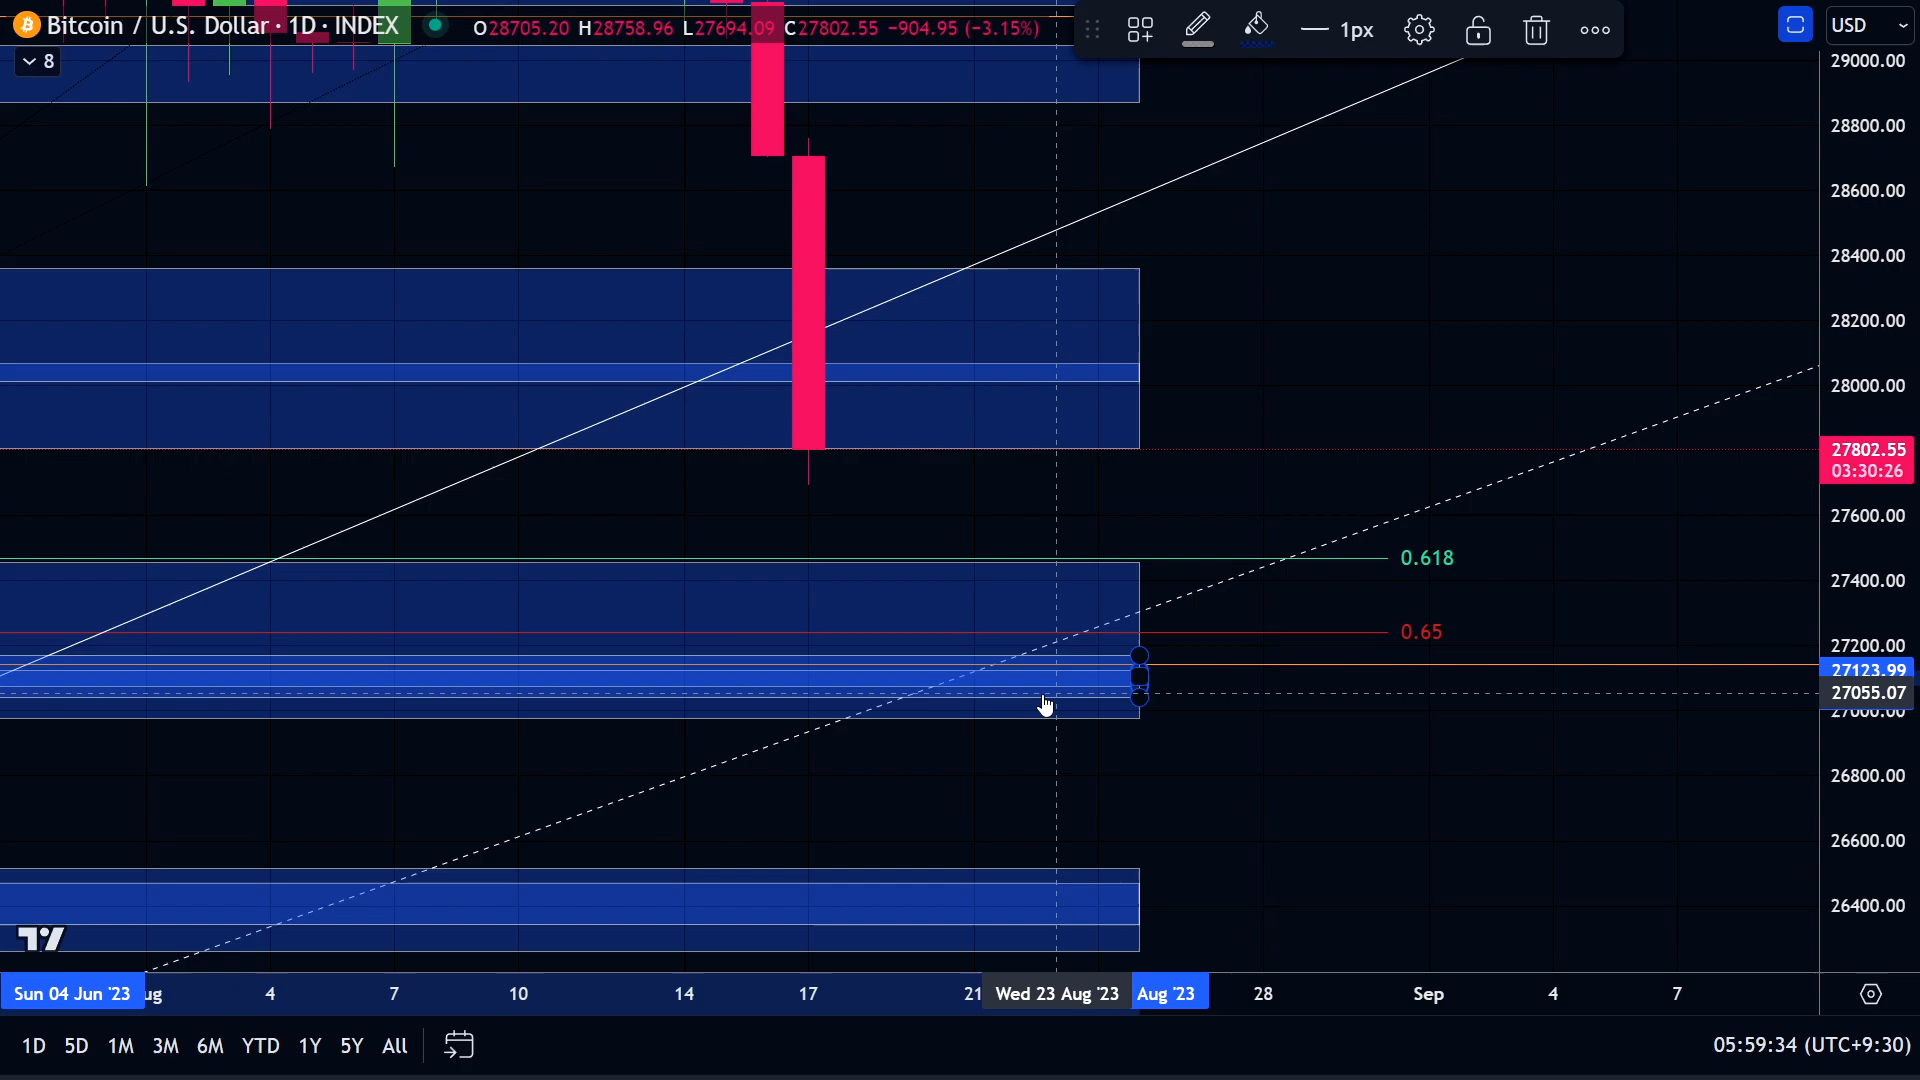 Bitcoin / U.S. Dollar · 1D · INDEX
O28705.20 H28758.96 L27694.09 C27802.55 −904.95 (−3.15%)
1px
USD
8
29000.00
28800.00
28600.00
28400.00
28200.00
28000.00
27802.55
03:30:26
27600.00
0.618
27400.00
0.65
27200.00
27123.99
27055.07
27000.00
26800.00
26600.00
26400.00
Sun 04 Jun '23 ug 4 7 10 14 17 21 Wed 23 Aug '23 Aug '23 28 Sep 4 7
1D 5D 1M 3M 6M YTD 1Y 5Y All
05:59:34 (UTC+9:30)